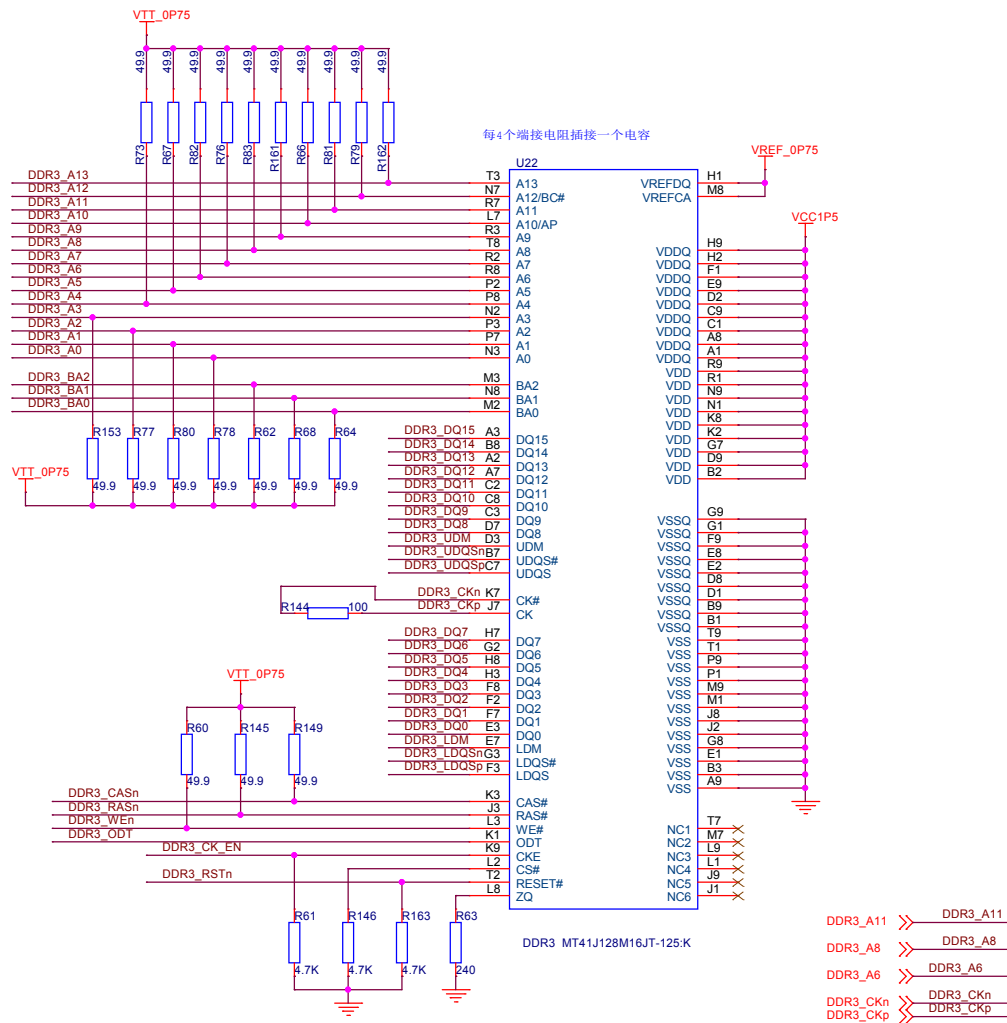 VTT_0P75
49.9 49.9 49.9 49.9 49.9 49.9 49.9 49.9 49.9 49.9
R73 R67 R82 R76 R83 R161 R66 R81 R79 R162
每4个端接电阻插接一个电容
U22
VREF_0P75
DDR3_A13 T3 A13 VREFDQ H1
DDR3_A12 N7 A12/BC# VREFCA M8
DDR3_A11 R7 A11
DDR3_A10 L7 A10/AP
VCC1P5
DDR3_A9 R3 A9
DDR3_A8 T8 A8 VDDQ H9
DDR3_A7 R2 A7 VDDQ H2
DDR3_A6 R8 A6 VDDQ F1
DDR3_A5 P2 A5 VDDQ E9
DDR3_A4 P8 A4 VDDQ D2
DDR3_A3 N2 A3 VDDQ C9
DDR3_A2 P3 A2 VDDQ C1
DDR3_A1 P7 A1 VDDQ A8
DDR3_A0 N3 A0 VDDQ A1
VDD R9
DDR3_BA2 M3 BA2 VDD R1
DDR3_BA1 N8 BA1 VDD N9
DDR3_BA0 M2 BA0 VDD N1
VDD K8
R153 R77 R80 R78 R62 R68 R64
DDR3_DQ15 A3 DQ15 VDD K2
DDR3_DQ14 B8 DQ14 VDD G7
DDR3_DQ13 A2 DQ13 VDD D9
VTT_0P75
DDR3_DQ12 A7 DQ12 VDD B2
49.9 49.9 49.9 49.9 49.9 49.9 49.9
DDR3_DQ11 C2 DQ11
DDR3_DQ10 C8 DQ10
DDR3_DQ9 C3 DQ9 VSSQ G9
DDR3_DQ8 D7 DQ8 VSSQ G1
DDR3_UDM D3 UDM VSSQ F9
DDR3_UDQSn B7 UDQS# VSSQ E8
DDR3_UDQSp C7 UDQS VSSQ E2
VSSQ D8
DDR3_CKn K7 CK# VSSQ D1
R144 100
DDR3_CKp J7 CK VSSQ B9
VSSQ B1
DDR3_DQ7 H7 DQ7 VSS T9
DDR3_DQ6 G2 DQ6 VSS T1
DDR3_DQ5 H8 DQ5 VSS P9
DDR3_DQ4 H3 DQ4 VSS P1
VTT_0P75
DDR3_DQ3 F8 DQ3 VSS M9
DDR3_DQ2 F2 DQ2 VSS M1
DDR3_DQ1 F7 DQ1 VSS J8
R60 R145 R149
DDR3_DQ0 E3 DQ0 VSS J2
DDR3_LDM E7 LDM VSS G8
DDR3_LDQSn G3 LDQS# VSS E1
DDR3_LDQSp F3 LDQS VSS B3
49.9 49.9 49.9
VSS A9
DDR3_CASn K3 CAS#
DDR3_RASn J3 RAS#
DDR3_WEn L3 WE# NC1 T7
DDR3_ODT K1 ODT NC2 M7
DDR3_CK_EN K9 CKE NC3 L9
L2 CS# NC4 L1
DDR3_RSTn T2 RESET# NC5 J9
L8 ZQ NC6 J1
R61 R146 R163 R63
4.7K 4.7K 4.7K 240
DDR3 MT41J128M16JT-125:K
DDR3_A11 DDR3_A11
DDR3_A8 DDR3_A8
DDR3_A6 DDR3_A6
DDR3_CKn DDR3_CKn
DDR3_CKp DDR3_CKp